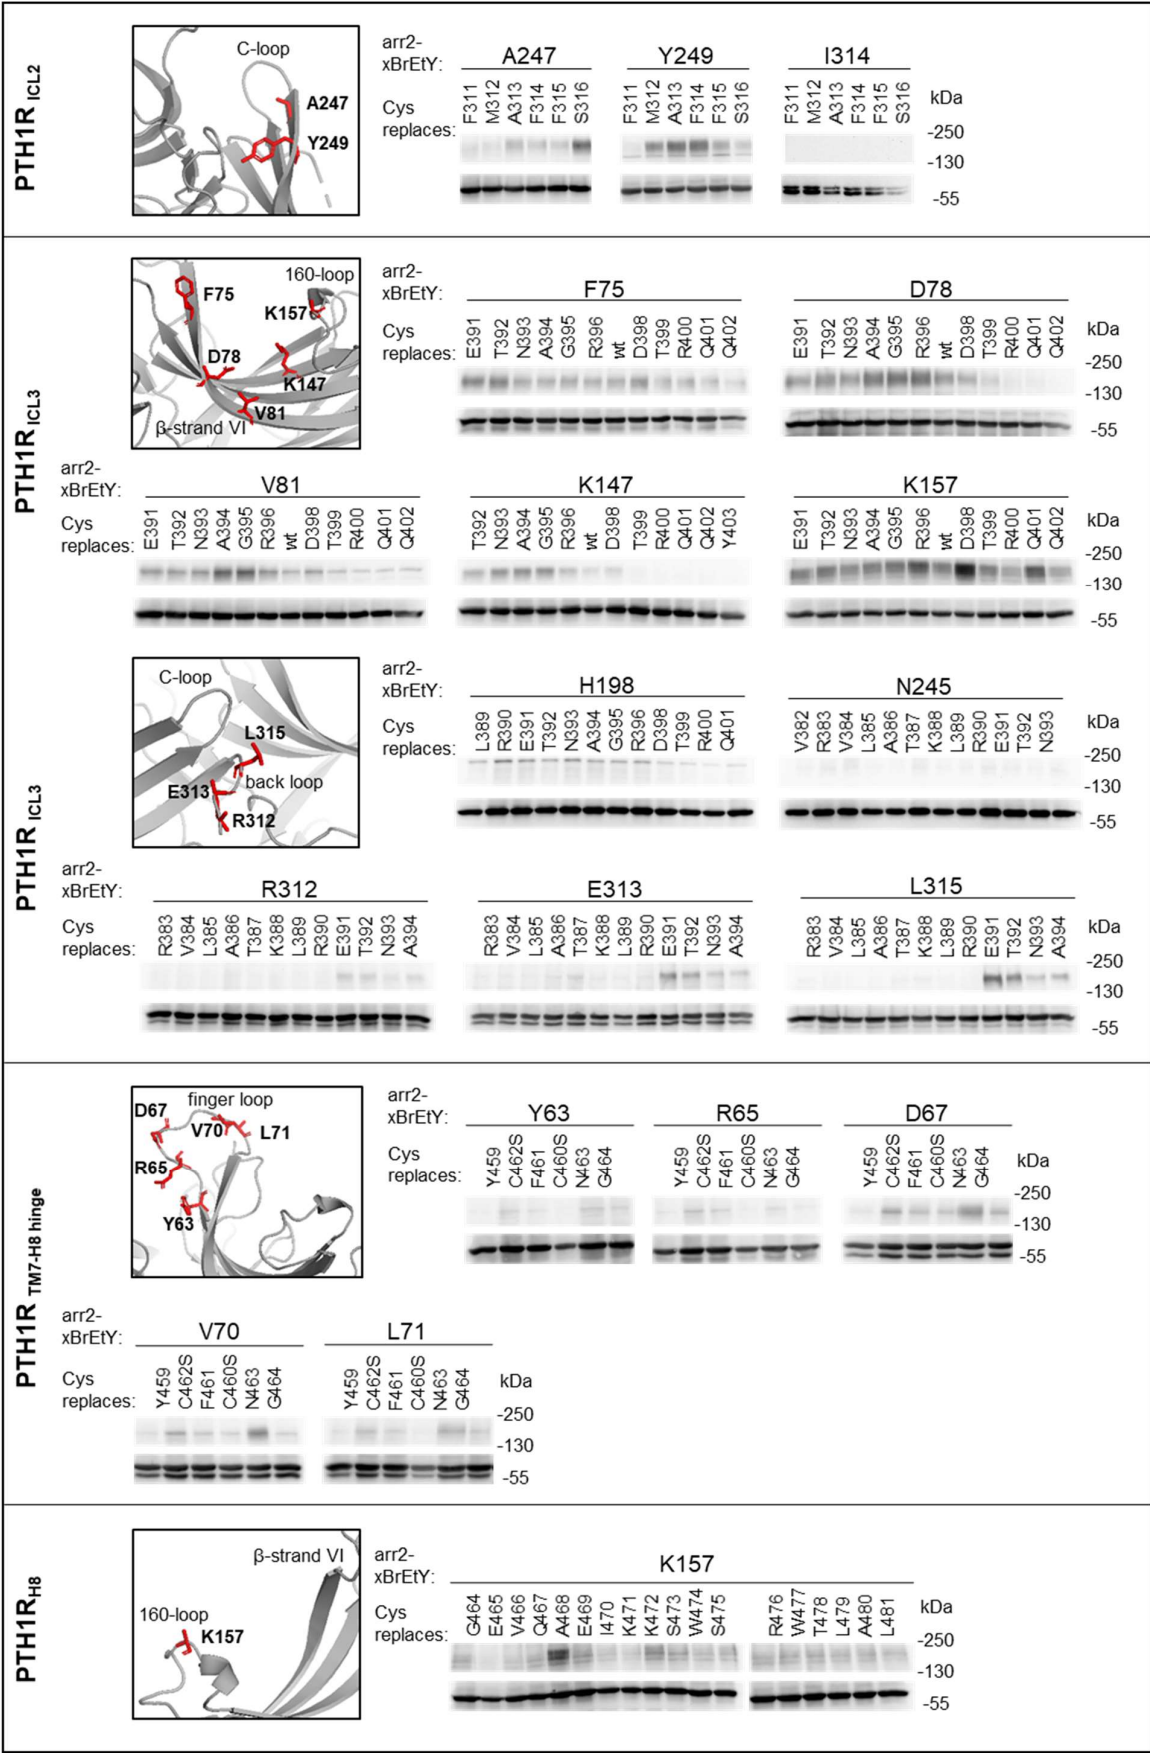 PTH1R ICL2
C-loop
A247
Y249
arr2-
xBrEtY:
A247 Y249 I314
Cys
replaces:
F311 M312 A313 F314 F315 S316
F311 M312 A313 F314 F315 S316
F311 M312 A313 F314 F315 S316
kDa
-250
-130
-55
PTH1R ICL3
160-loop
F75
K157
D78
K147
V81
β-strand VI
arr2-
xBrEtY:
F75 D78
Cys
replaces:
E391 T392 N393 A394 G395 R396 wt D398 T399 R400 Q401 Q402
E391 T392 N393 A394 G395 R396 wt D398 T399 R400 Q401 Q402
kDa
-250
-130
-55
arr2-
xBrEtY:
V81 K147 K157
Cys
replaces:
E391 T392 N393 A394 G395 R396 wt D398 T399 R400 Q401 Q402
T392 N393 A394 G395 R396 wt D398 T399 R400 Q401 Q402 Y403
E391 T392 N393 A394 G395 R396 wt D398 T399 R400 Q401 Q402
kDa
-250
-130
-55
PTH1R ICL3
C-loop
L315
back loop
E313
R312
arr2-
xBrEtY:
H198 N245
Cys
replaces:
L389 R390 E391 T392 N393 A394 G395 R396 D398 T399 R400 Q401
V382 R383 V384 L385 A386 T387 K388 L389 R390 E391 T392 N393
kDa
-250
-130
-55
arr2-
xBrEtY:
R312 E313 L315
Cys
replaces:
R383 V384 L385 A386 T387 K388 L389 R390 E391 T392 N393 A394
R383 V384 L385 A386 T387 K388 L389 R390 E391 T392 N393 A394
R383 V384 L385 A386 T387 K388 L389 R390 E391 T392 N393 A394
kDa
-250
-130
-55
PTH1R TM7-H8 hinge
finger loop
D67
V70
L71
R65
Y63
arr2-
xBrEtY:
Y63 R65 D67
Cys
replaces:
Y459 C462S F461 C460S N463 G464
Y459 C462S F461 C460S N463 G464
Y459 C462S F461 C460S N463 G464
kDa
-250
-130
-55
arr2-
xBrEtY:
V70 L71
Cys
replaces:
Y459 C462S F461 C460S N463 G464
Y459 C462S F461 C460S N463 G464
kDa
-250
-130
-55
PTH1R H8
β-strand VI
160-loop
K157
arr2-
xBrEtY:
K157
Cys
replaces:
G464 E465 V466 Q467 A468 E469 I470 K471 K472 S473 W474 S475
R476 W477 T478 L479 A480 L481
kDa
-250
-130
-55